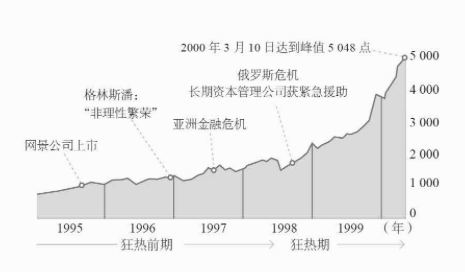 2000 年 3 月 10 日达到峰值 5 048 点
俄罗斯危机
长期资本管理公司获紧急援助
格林斯潘：
“非理性繁荣”
亚洲金融危机
网景公司上市
5 000
4 000
3 000
2 000
1 000
0
1995 1996 1997 1998 1999 （年）
狂热前期 狂热期